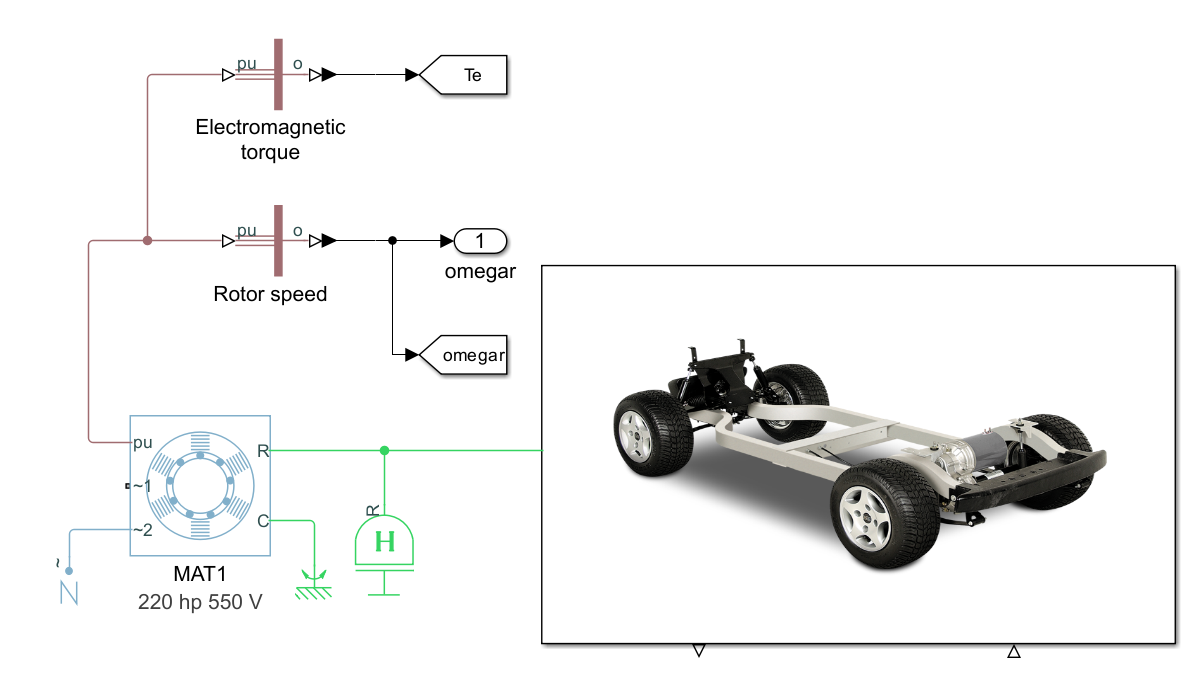 pu
o
Te
Electromagnetic
torque
pu
o
1
omegar
Rotor speed
omegar
pu
R
~1
R
C
H
~2
~
N
MAT1
220 hp 550 V